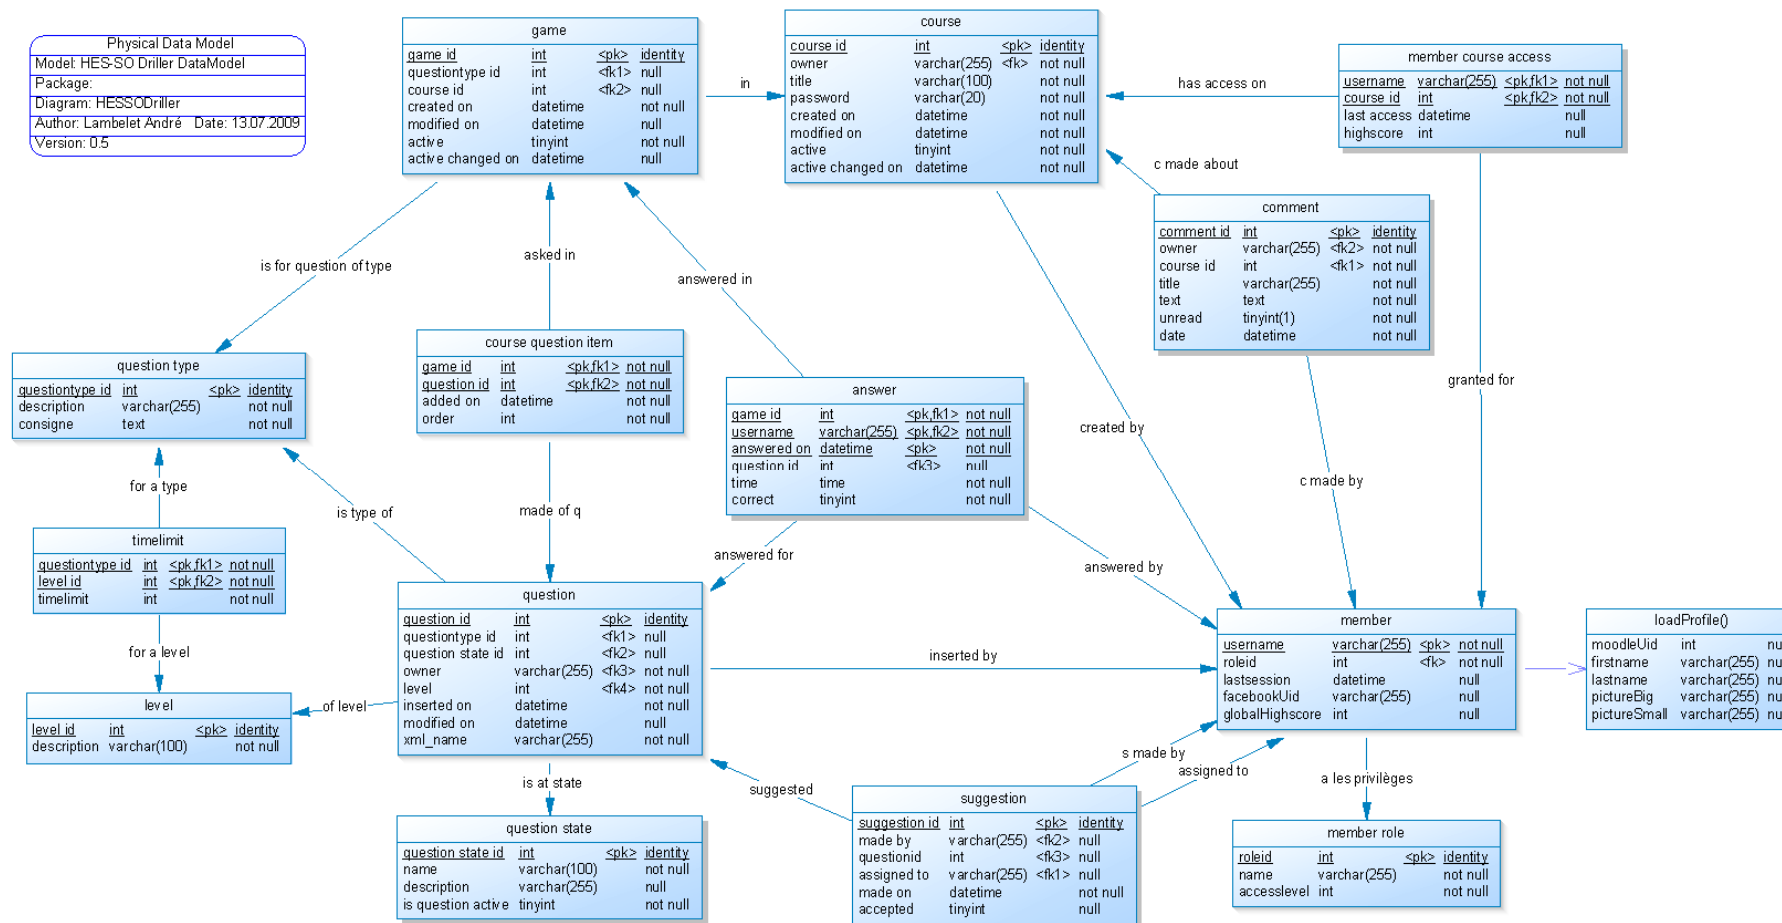 Physical Data Model
Model: HES-SO Driller DataModel
Package:
Diagram: HESSODriller
Author: Lambelet André Date: 13.07.2009
Version: 0.5
game
game id int <pk> identity
questiontype id int <fk1> null
course id int <fk2> null
created on datetime not null
modified on datetime null
active tinyint not null
active changed on datetime null
in
course
course id int <pk> identity
owner varchar(255) <fk> not null
title varchar(100) not null
password varchar(20) not null
created on datetime not null
modified on datetime not null
active tinyint not null
active changed on datetime not null
has access on
member course access
username varchar(255) <pk,fk1> not null
course id int <pk,fk2> not null
last access datetime null
highscore int null
c made about
comment
comment id int <pk> identity
owner varchar(255) <fk2> not null
course id int <fk1> not null
title varchar(255) not null
text text not null
unread tinyint(1) not null
date datetime not null
is for question of type
asked in
answered in
granted for
question type
questiontype id int <pk> identity
description varchar(255) not null
consigne text not null
course question item
game id int <pk,fk1> not null
question id int <pk,fk2> not null
added on datetime not null
order int not null
answer
game id int <pk,fk1> not null
username varchar(255) <pk,fk2> not null
answered on datetime <pk> not null
question id int <fk3> null
time time not null
correct tinyint not null
created by
c made by
for a type
is type of
made of q
answered for
answered by
timelimit
questiontype id int <pk,fk1> not null
level id int <pk,fk2> not null
timelimit int not null
for a level
question
question id int <pk> identity
questiontype id int <fk1> null
question state id int <fk2> null
owner varchar(255) <fk3> not null
level int <fk4> not null
inserted on datetime not null
modified on datetime null
xml_name varchar(255) not null
inserted by
member
username varchar(255) <pk> not null
roleid int <fk> not null
lastsession datetime null
facebookUid varchar(255) null
globalHighscore int null
loadProfile()
moodleUid int nu
firstname varchar(255) nu
lastname varchar(255) nu
pictureBig varchar(255) nu
pictureSmall varchar(255) nu
of level
level
level id int <pk> identity
description varchar(100) not null
is at state
suggested
s made by
assigned to
a les privilèges
question state
question state id int <pk> identity
name varchar(100) not null
description varchar(255) null
is question active tinyint not null
suggestion
suggestion id int <pk> identity
made by varchar(255) <fk2> null
questionid int <fk3> null
assigned to varchar(255) <fk1> null
made on datetime not null
accepted tinyint null
member role
roleid int <pk> identity
name varchar(255) not null
accesslevel int not null